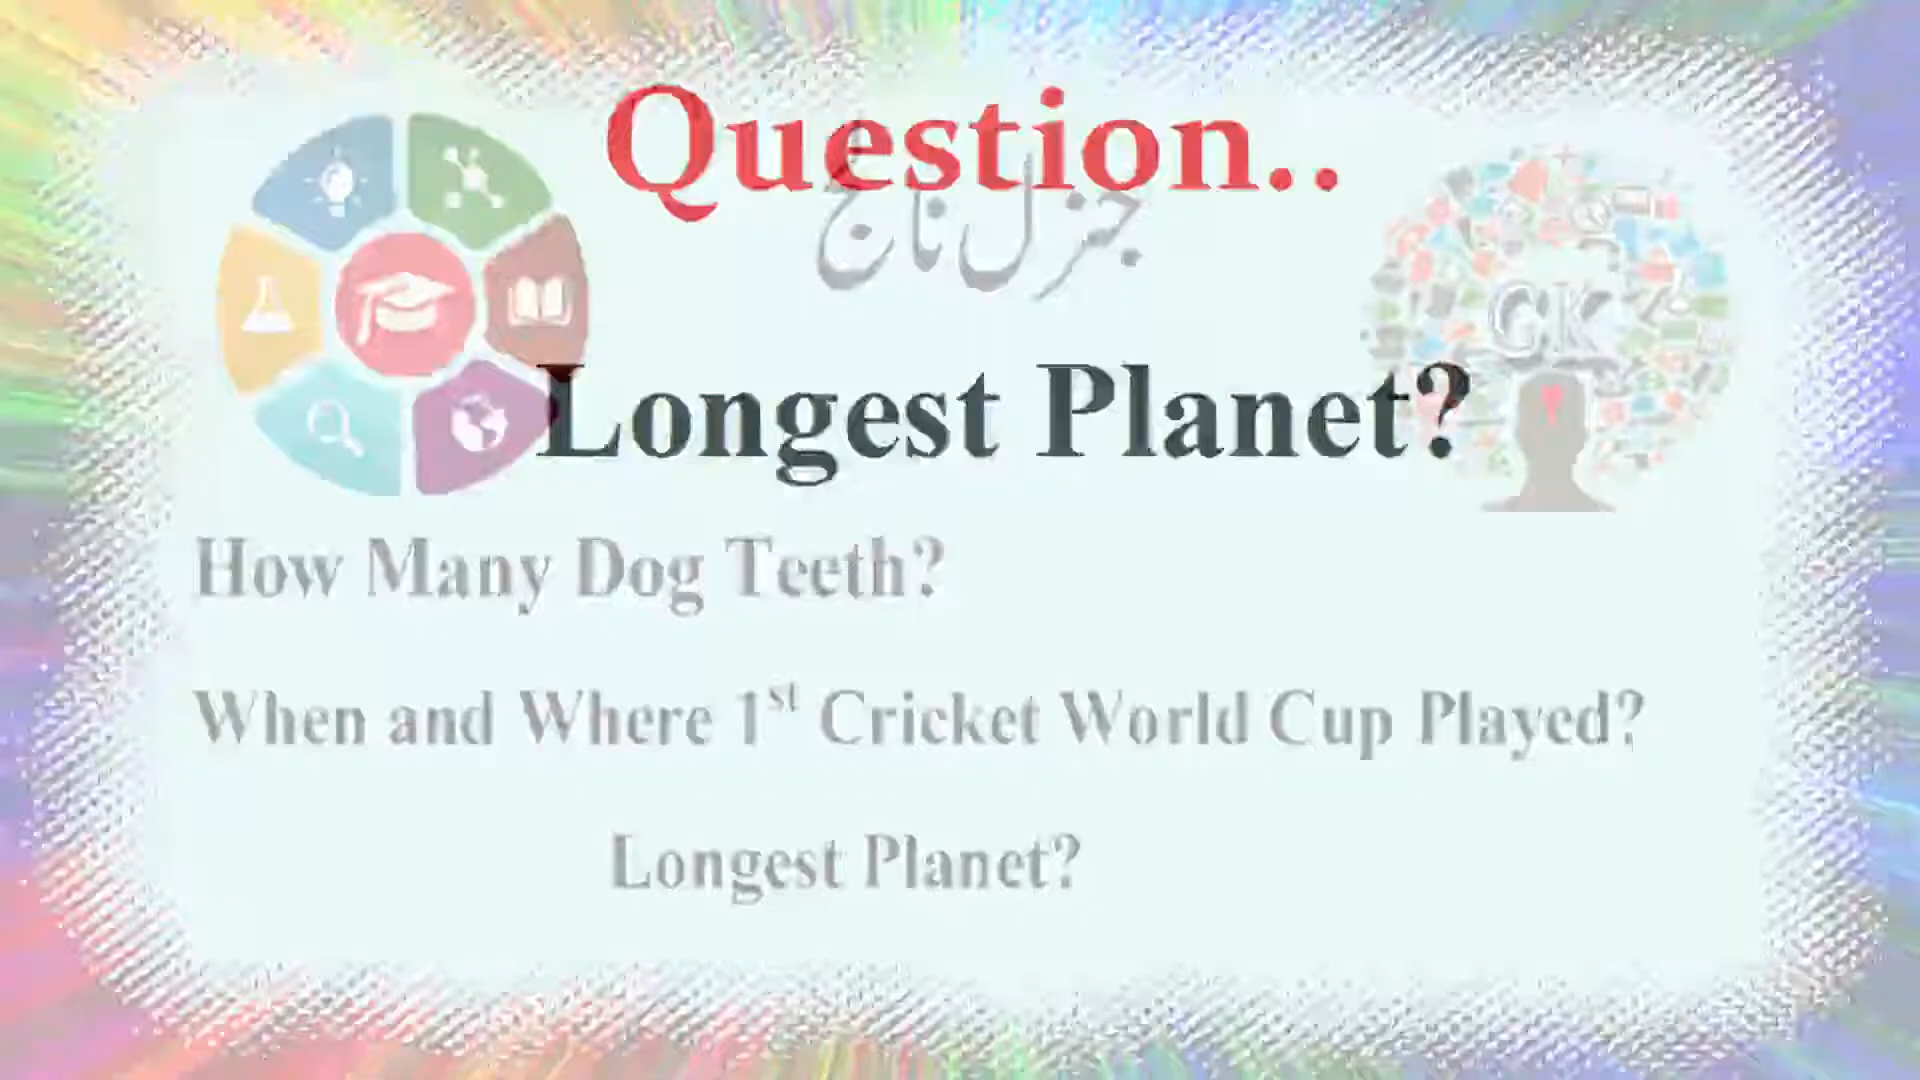 Question..
جنرل نالج
GK
Longest Planet?
How Many Dog Teeth?
When and Where 1st Cricket World Cup Played?
Longest Planet?